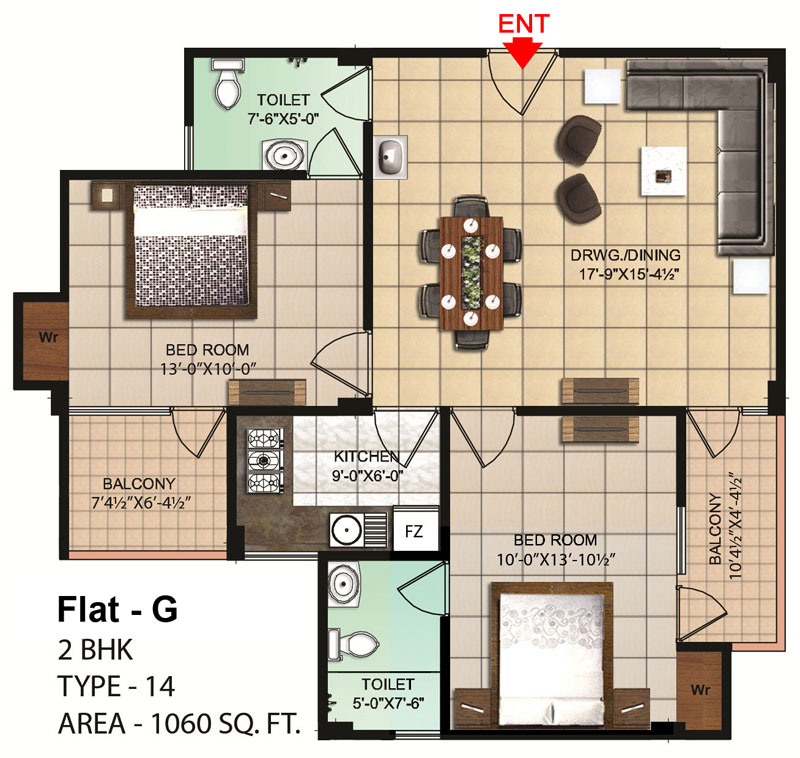 ENT
TOILET
7'-6"X5'-0"
DRWG./DINING
17'-9"X15'-4½"
Wr
BED ROOM
13'-0"X10'-0"
KITCHEN
9'-0"X6'-0"
BALCONY
7'4½"X6'-4½"
FZ
BED ROOM
10'-0"X13'-10½"
BALCONY
10'4½"X4'-4½"
Flat - G
2 BHK
TYPE - 14
AREA - 1060 SQ. FT.
TOILET
5'-0"X7'-6"
Wr